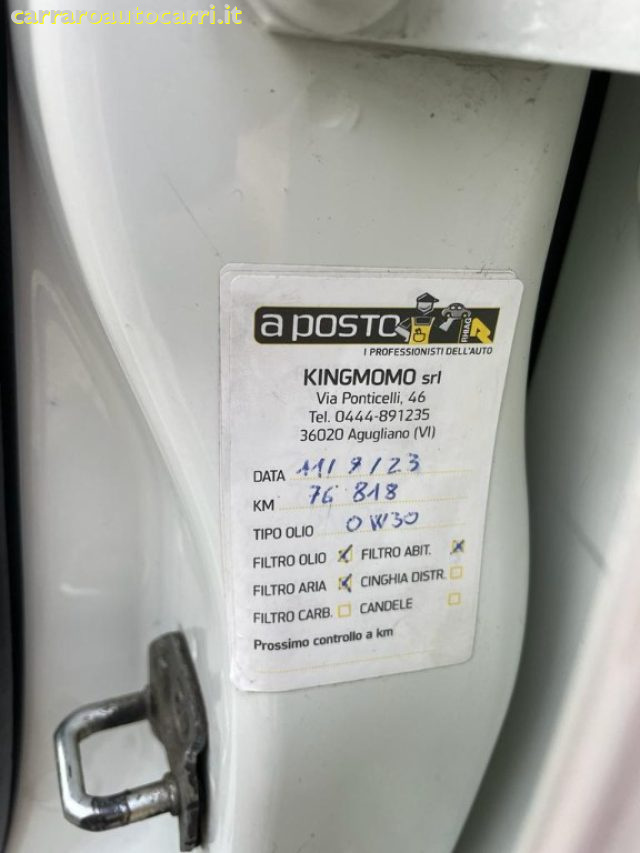 carraroautocarri.it
a posto
RHIAG
I PROFESSIONISTI DELL'AUTO
KINGMOMO srl
Via Ponticelli, 46
Tel. 0444-891235
36020 Agugliano (VI)
DATA 11/9/23
KM 76 818
TIPO OLIO 0W30
FILTRO OLIO FILTRO ABIT.
FILTRO ARIA CINGHIA DISTR.
FILTRO CARB. CANDELE
Prossimo controllo a km